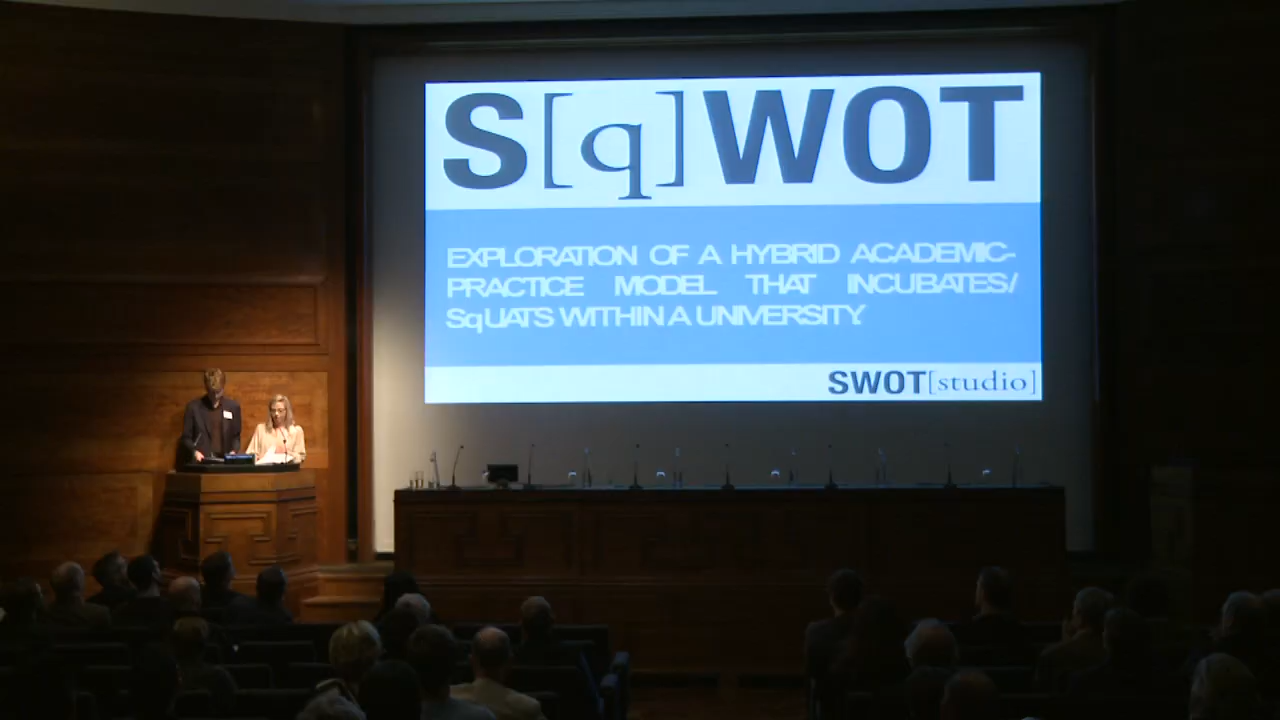 S[q]WOT
EXPLORATION OF A HYBRID ACADEMIC-
PRACTICE MODEL THAT INCUBATES/
SqUATS WITHIN A UNIVERSITY.
SWOT[studio]